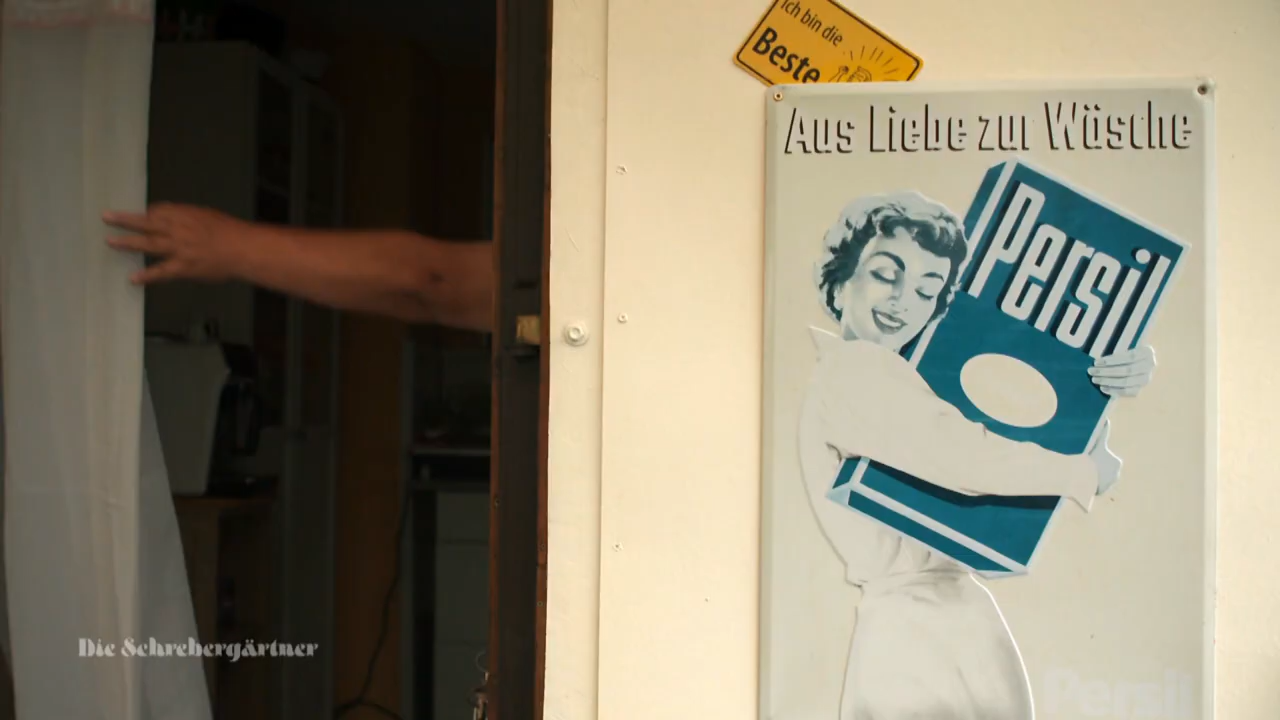 Ich bin die
Beste
Aus Liebe zur Wäsche
Persil
Die Schrebergärtner
Persil